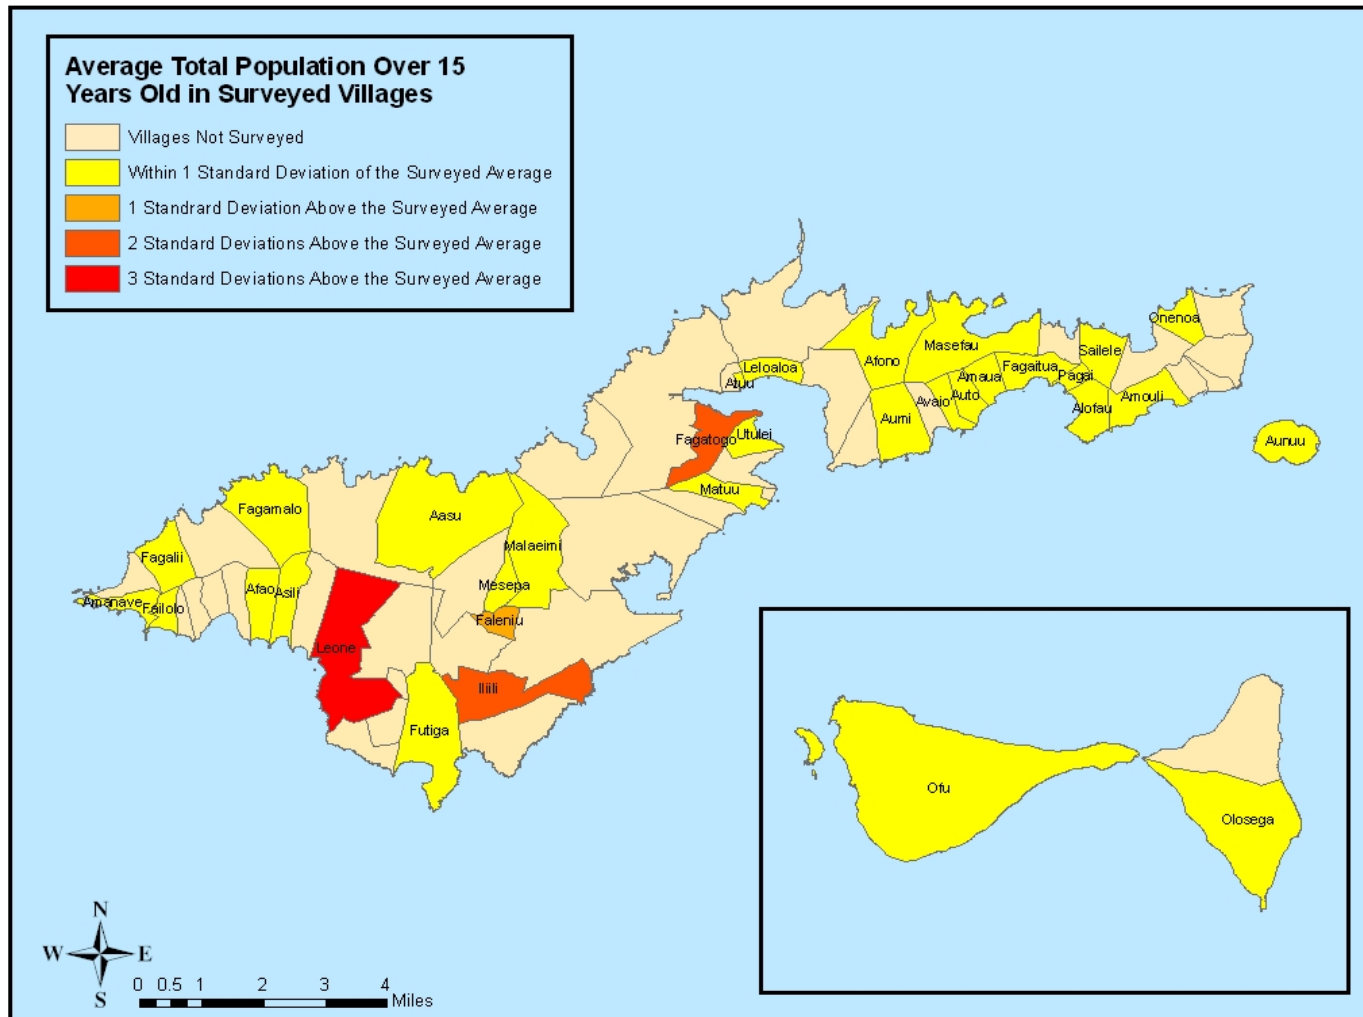 Average Total Population Over 15
Years Old in Surveyed Villages
Villages Not Surveyed
Within 1 Standard Deviation of the Surveyed Average
1 Standrard Deviation Above the Surveyed Average
2 Standard Deviations Above the Surveyed Average
3 Standard Deviations Above the Surveyed Average
Onenoa
Masefau
Sailele
Afono
Leloaloa
Fagaitua
Amaua
Pagai
Atuu
Avaio
Auto
Amouli
Alofau
Aumi
Utulei
Fagatogo
Aunuu
Matuu
Fagamalo
Aasu
Malaeimi
Fagalii
Mesepa
Afao
Asili
Amanave
Failolo
Faleniu
Leone
Iliili
Futiga
Ofu
Olosega
N
W
E
S
0 0.5 1 2 3 4
Miles